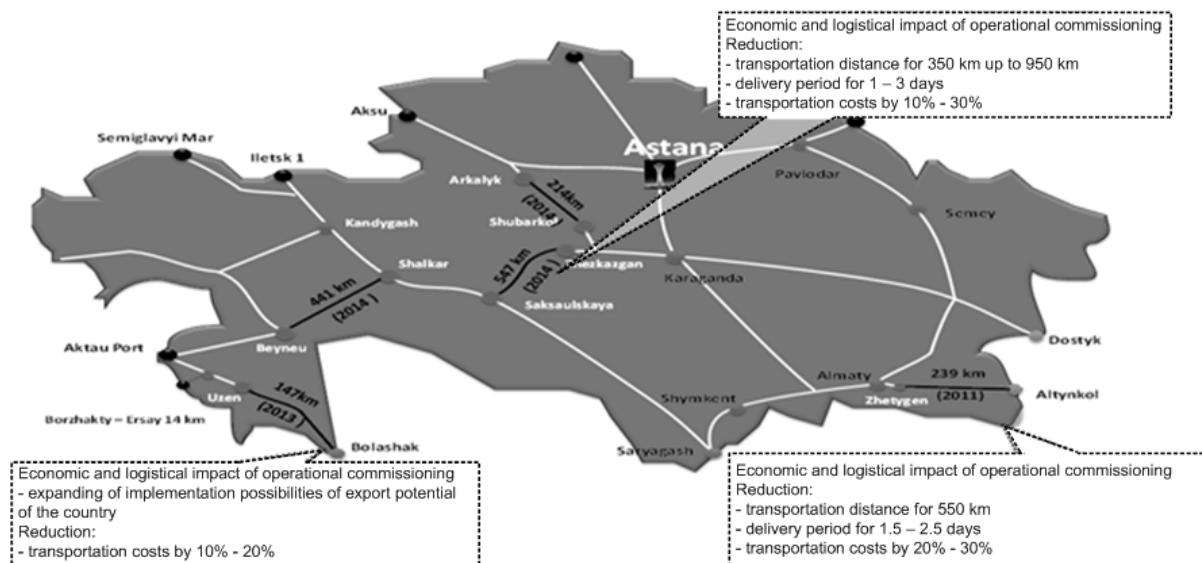 Economic and logistical impact of operational commissioning
Reduction:
- transportation distance for 350 km up to 950 km
- delivery period for 1 – 3 days
- transportation costs by 10% - 30%
Aksu
Semiglavyi Mar
Iletsk 1
Astana
Arkalyk
Pavlodar
214km
(2014)
Semey
Kandygash
Shubarkol
Shalkar
547 km
(2014)
Karaganda
441 km
(2014)
Saksaulskaya
Aktau Port
Beyneu
Dostyk
Almaty
239 km
Uzen
147km
(2013)
Shymkent
Zhetygen
(2011)
Altynkol
Borzhakty – Ersay 14 km
Bolashak
Saryagash
Economic and logistical impact of operational commissioning
- expanding of implementation possibilities of export potential
of the country
Reduction:
- transportation costs by 10% - 20%
Economic and logistical impact of operational commissioning
Reduction:
- transportation distance for 550 km
- delivery period for 1.5 – 2.5 days
- transportation costs by 20% - 30%